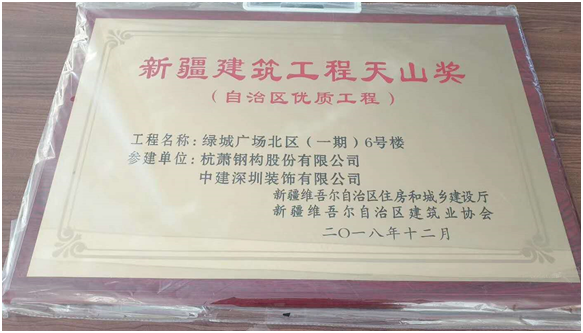 新疆建筑工程天山奖
（自治区优质工程）
工程名称：绿城广场北区（一期）6号楼
参建单位：杭萧钢构股份有限公司
中建深圳装饰有限公司
新疆维吾尔自治区住房和城乡建设厅
新疆维吾尔自治区建筑业协会
二〇一八年十二月